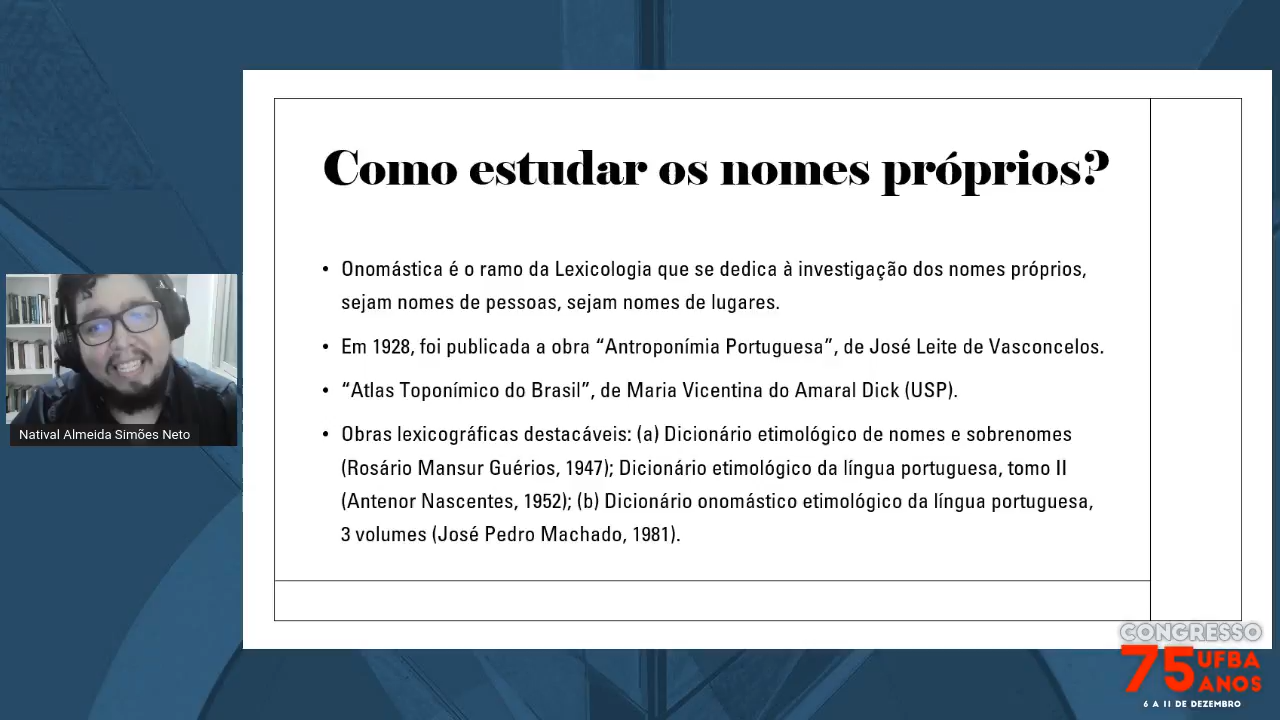 Como estudar os nomes próprios?
• Onomástica é o ramo da Lexicologia que se dedica à investigação dos nomes próprios,
sejam nomes de pessoas, sejam nomes de lugares.
• Em 1928, foi publicada a obra “Antroponímia Portuguesa”, de José Leite de Vasconcelos.
• “Atlas Toponímico do Brasil”, de Maria Vicentina do Amaral Dick (USP).
• Obras lexicográficas destacáveis: (a) Dicionário etimológico de nomes e sobrenomes
(Rosário Mansur Guérios, 1947); Dicionário etimológico da língua portuguesa, tomo II
(Antenor Nascentes, 1952); (b) Dicionário onomástico etimológico da língua portuguesa,
3 volumes (José Pedro Machado, 1981).
Natival Almeida Simões Neto
CONGRESSO
75 UFBA
ANOS
6 A 11 DE DEZEMBRO